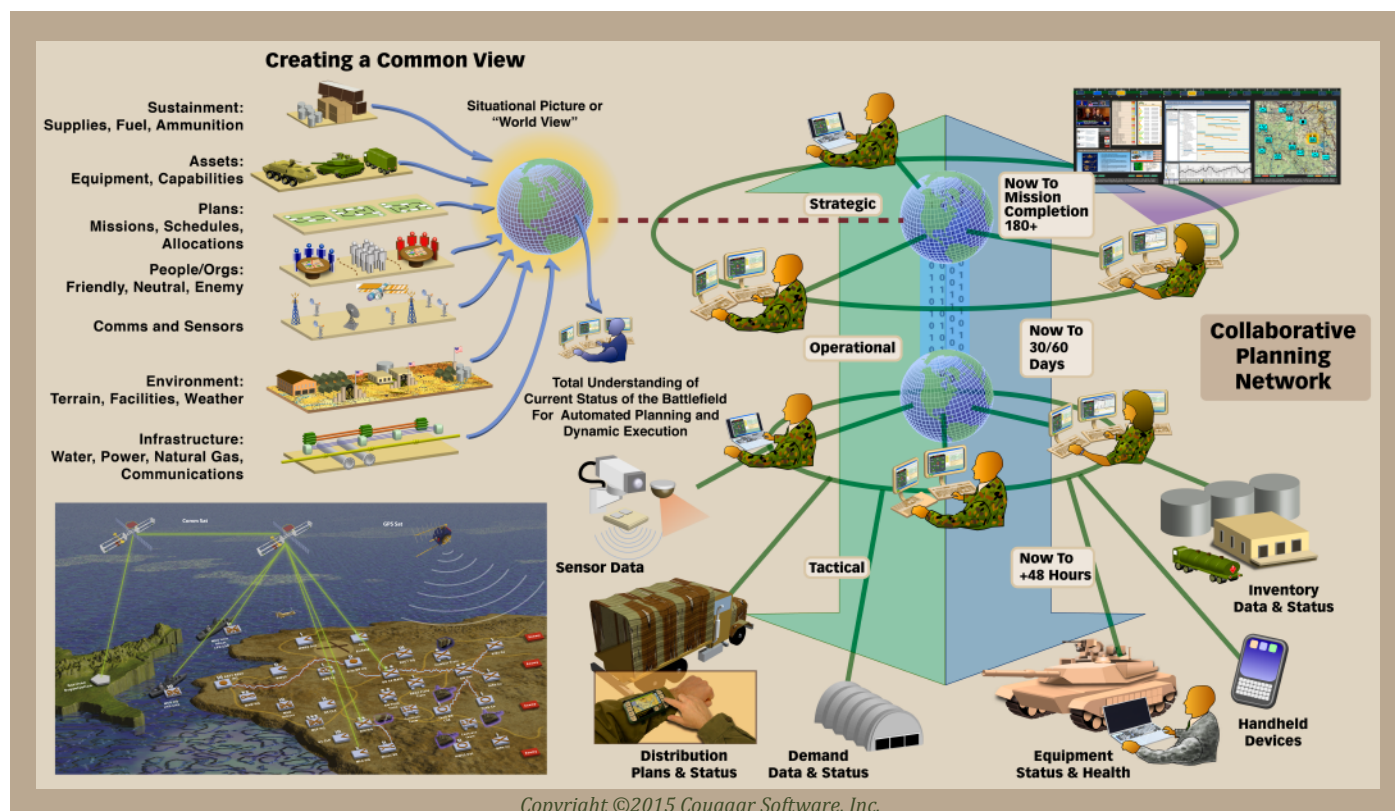 Creating a Common View
Sustainment:
Supplies, Fuel, Ammunition
Assets:
Equipment, Capabilities
Plans:
Missions, Schedules,
Allocations
People/Orgs:
Friendly, Neutral, Enemy
Comms and Sensors
Environment:
Terrain, Facilities, Weather
Infrastructure:
Water, Power, Natural Gas,
Communications
Situational Picture or
“World View”
Total Understanding of
Current Status of the Battlefield
For Automated Planning and
Dynamic Execution
Comm Sat
GPS Sat
Strategic
Now To
Mission
Completion
180+
Operational
Now To
30/60
Days
Collaborative
Planning
Network
Tactical
Now To
+48 Hours
Sensor Data
Distribution
Plans & Status
Demand
Data & Status
Equipment
Status & Health
Handheld
Devices
Inventory
Data & Status
Copyright ©2015 Cougaar Software, Inc.